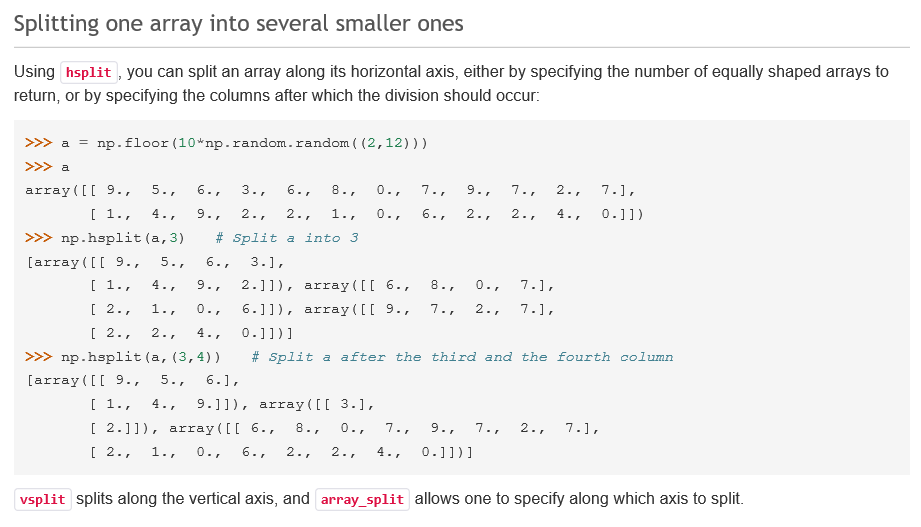 Splitting one array into several smaller ones
Using hsplit, you can split an array along its horizontal axis, either by specifying the number of equally shaped arrays to
return, or by specifying the columns after which the division should occur:
>>> a = np.floor(10*np.random.random((2,12)))
>>> a
array([[ 9.,  5.,  6.,  3.,  6.,  8.,  0.,  7.,  9.,  7.,  2.,  7.],
       [ 1.,  4.,  9.,  2.,  2.,  1.,  0.,  6.,  2.,  2.,  4.,  0.]])
>>> np.hsplit(a,3)   # Split a into 3
[array([[ 9.,  5.,  6.,  3.],
       [ 1.,  4.,  9.,  2.]]), array([[ 6.,  8.,  0.,  7.],
       [ 2.,  1.,  0.,  6.]]), array([[ 9.,  7.,  2.,  7.],
       [ 2.,  2.,  4.,  0.]])]
>>> np.hsplit(a,(3,4))   # Split a after the third and the fourth column
[array([[ 9.,  5.,  6.],
       [ 1.,  4.,  9.]]), array([[ 3.],
       [ 2.]]), array([[ 6.,  8.,  0.,  7.,  9.,  7.,  2.,  7.],
       [ 2.,  1.,  0.,  6.,  2.,  2.,  4.,  0.]])]
vsplit splits along the vertical axis, and array_split allows one to specify along which axis to split.